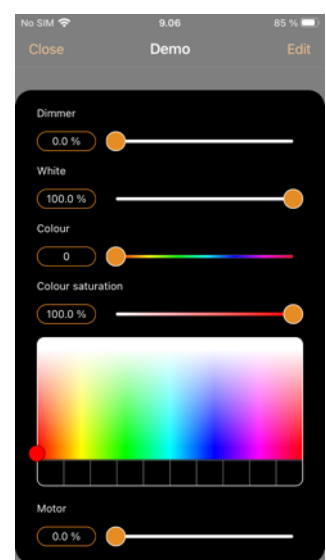 No SIM 9.06 85 %
Close Demo Edit
Dimmer
0.0 %
White
100.0 %
Colour
0
Colour saturation
100.0 %
Motor
0.0 %